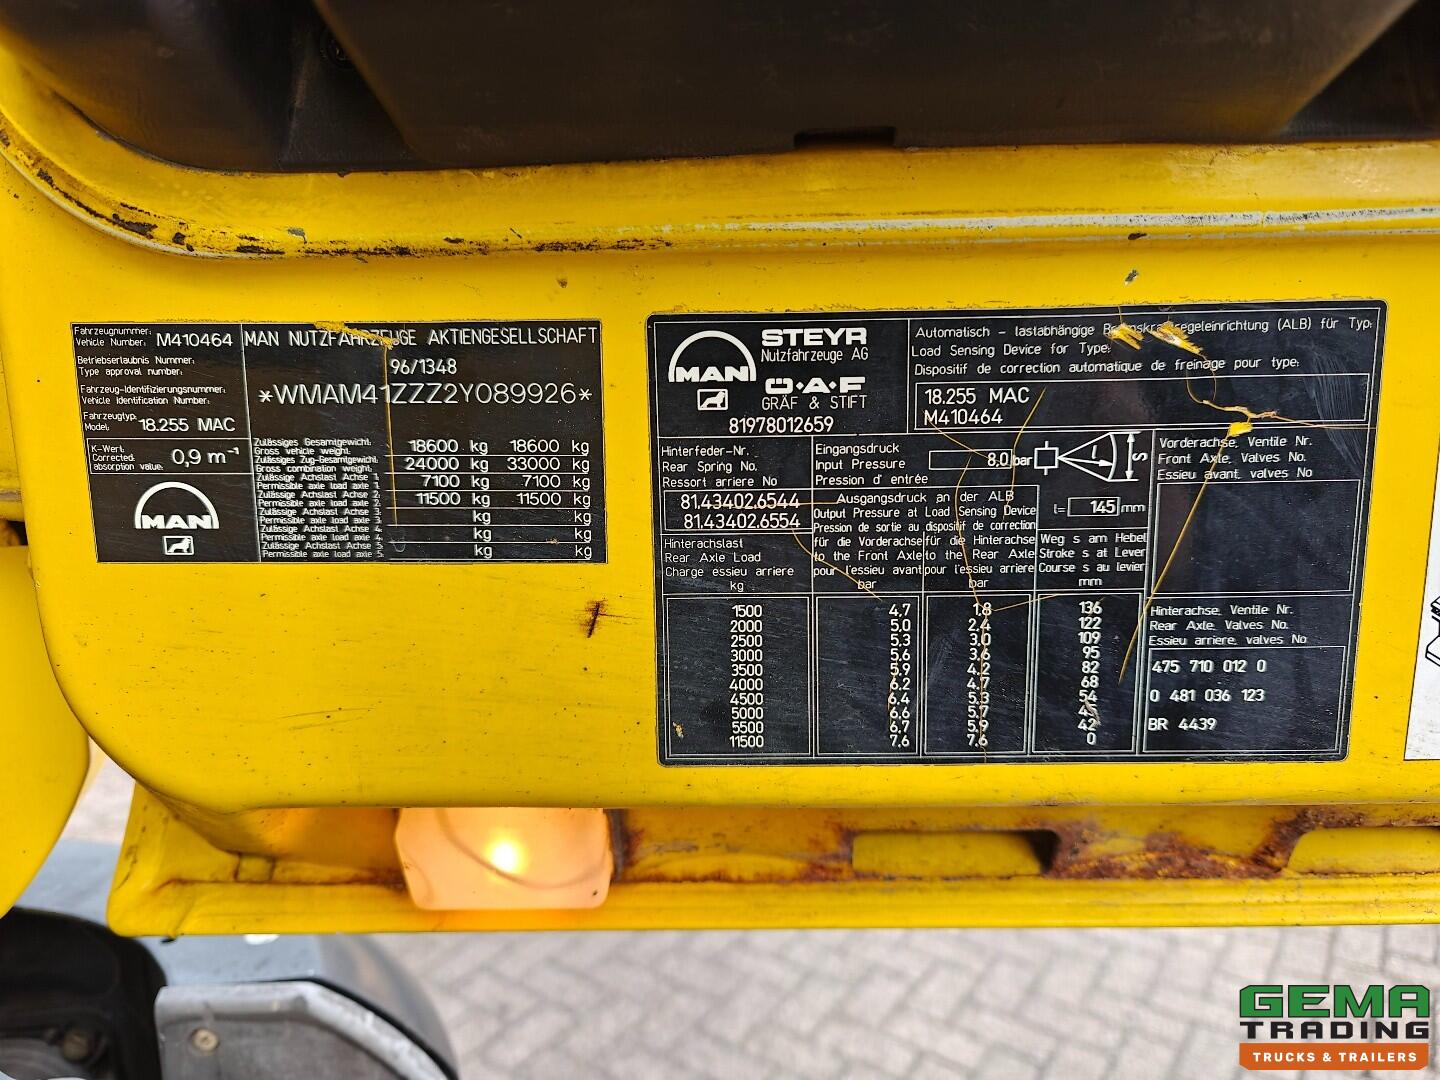 Fahrzeugnummer:
Vehicle Number: M410464
Betriebserlaubnis Nummer:
Type approval number:
Fahrzeug-Identifizierungsnummer:
Vehicle Identification Number:
Fahrzeugtyp:
Model: 18.255 MAC
K-Wert:
Corrected
absorption value: 0,9 m⁻¹
MAN
MAN NUTZFAHRZEUGE AKTIENGESELLSCHAFT
96/1348
*WMAM41ZZZ2Y089926*
Zulässiges Gesamtgewicht:
Gross vehicle weight: 18600 kg 18600 kg
Zulässiges Zug-Gesamtgewicht:
Gross combination weight: 24000 kg 33000 kg
Zulässige Achslast Achse 1:
Permissible axle load axle 1: 7100 kg 7100 kg
Zulässige Achslast Achse 2:
Permissible axle load axle 2: 11500 kg 11500 kg
Zulässige Achslast Achse 3:
Permissible axle load axle 3: kg kg
Zulässige Achslast Achse 4:
Permissible axle load axle 4: kg kg
Zulässige Achslast Achse 5:
Permissible axle load axle 5: kg kg
MAN
STEYR
Nutzfahrzeuge AG
Ö·A·F
GRÄF & STIFT
81978012659
Automatisch - lastabhängige Bremskraftregeleinrichtung (ALB) für Typ:
Load Sensing Device for Type:
Dispositif de correction automatique de freinage pour type:
18.255 MAC
M410464
Hinterfeder-Nr.
Rear Spring No.
Ressort arriere No
81.43402.6544
81.43402.6554
Eingangsdruck
Input Pressure 8,0 bar
Pression d' entrée
L S
l= 145 mm
Ausgangsdruck an der ALB
Output Pressure at Load Sensing Device
Pression de sortie au dispositif de correction
für die Vorderachse für die Hinterachse
to the Front Axle to the Rear Axle
pour l'essieu avant pour l'essieu arriere
bar bar
Hinterachslast
Rear Axle Load
Charge essieu arriere
kg
Weg s am Hebel
Stroke s at Lever
Course s au levier
mm
1500 4,7 1,8 136
2000 5,0 2,4 122
2500 5,3 3,0 109
3000 5,6 3,6 95
3500 5,9 4,2 82
4000 6,2 4,7 68
4500 6,4 5,3 54
5000 6,6 5,7 45
5500 6,7 5,9 42
11500 7,6 7,6 0
Vorderachse, Ventile Nr.
Front Axle, Valves No.
Essieu avant, valves No
Hinterachse, Ventile Nr.
Rear Axle, Valves No.
Essieu arriere, valves No
475 710 012 0
0 481 036 123
BR 4439
GEMA
TRADING
TRUCKS & TRAILERS